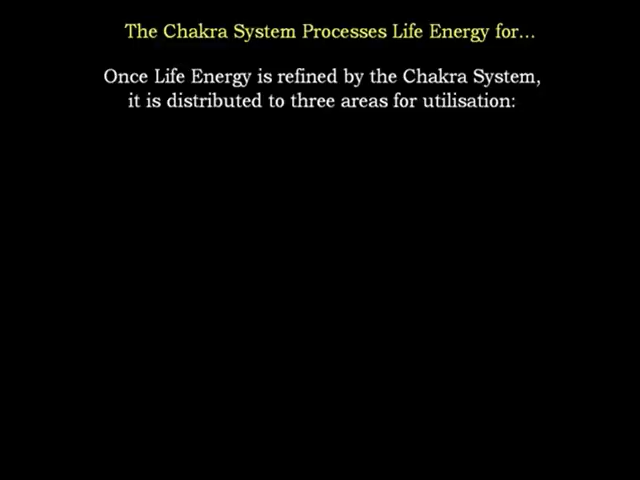 The Chakra System Processes Life Energy for...
Once Life Energy is refined by the Chakra System,
it is distributed to three areas for utilisation: